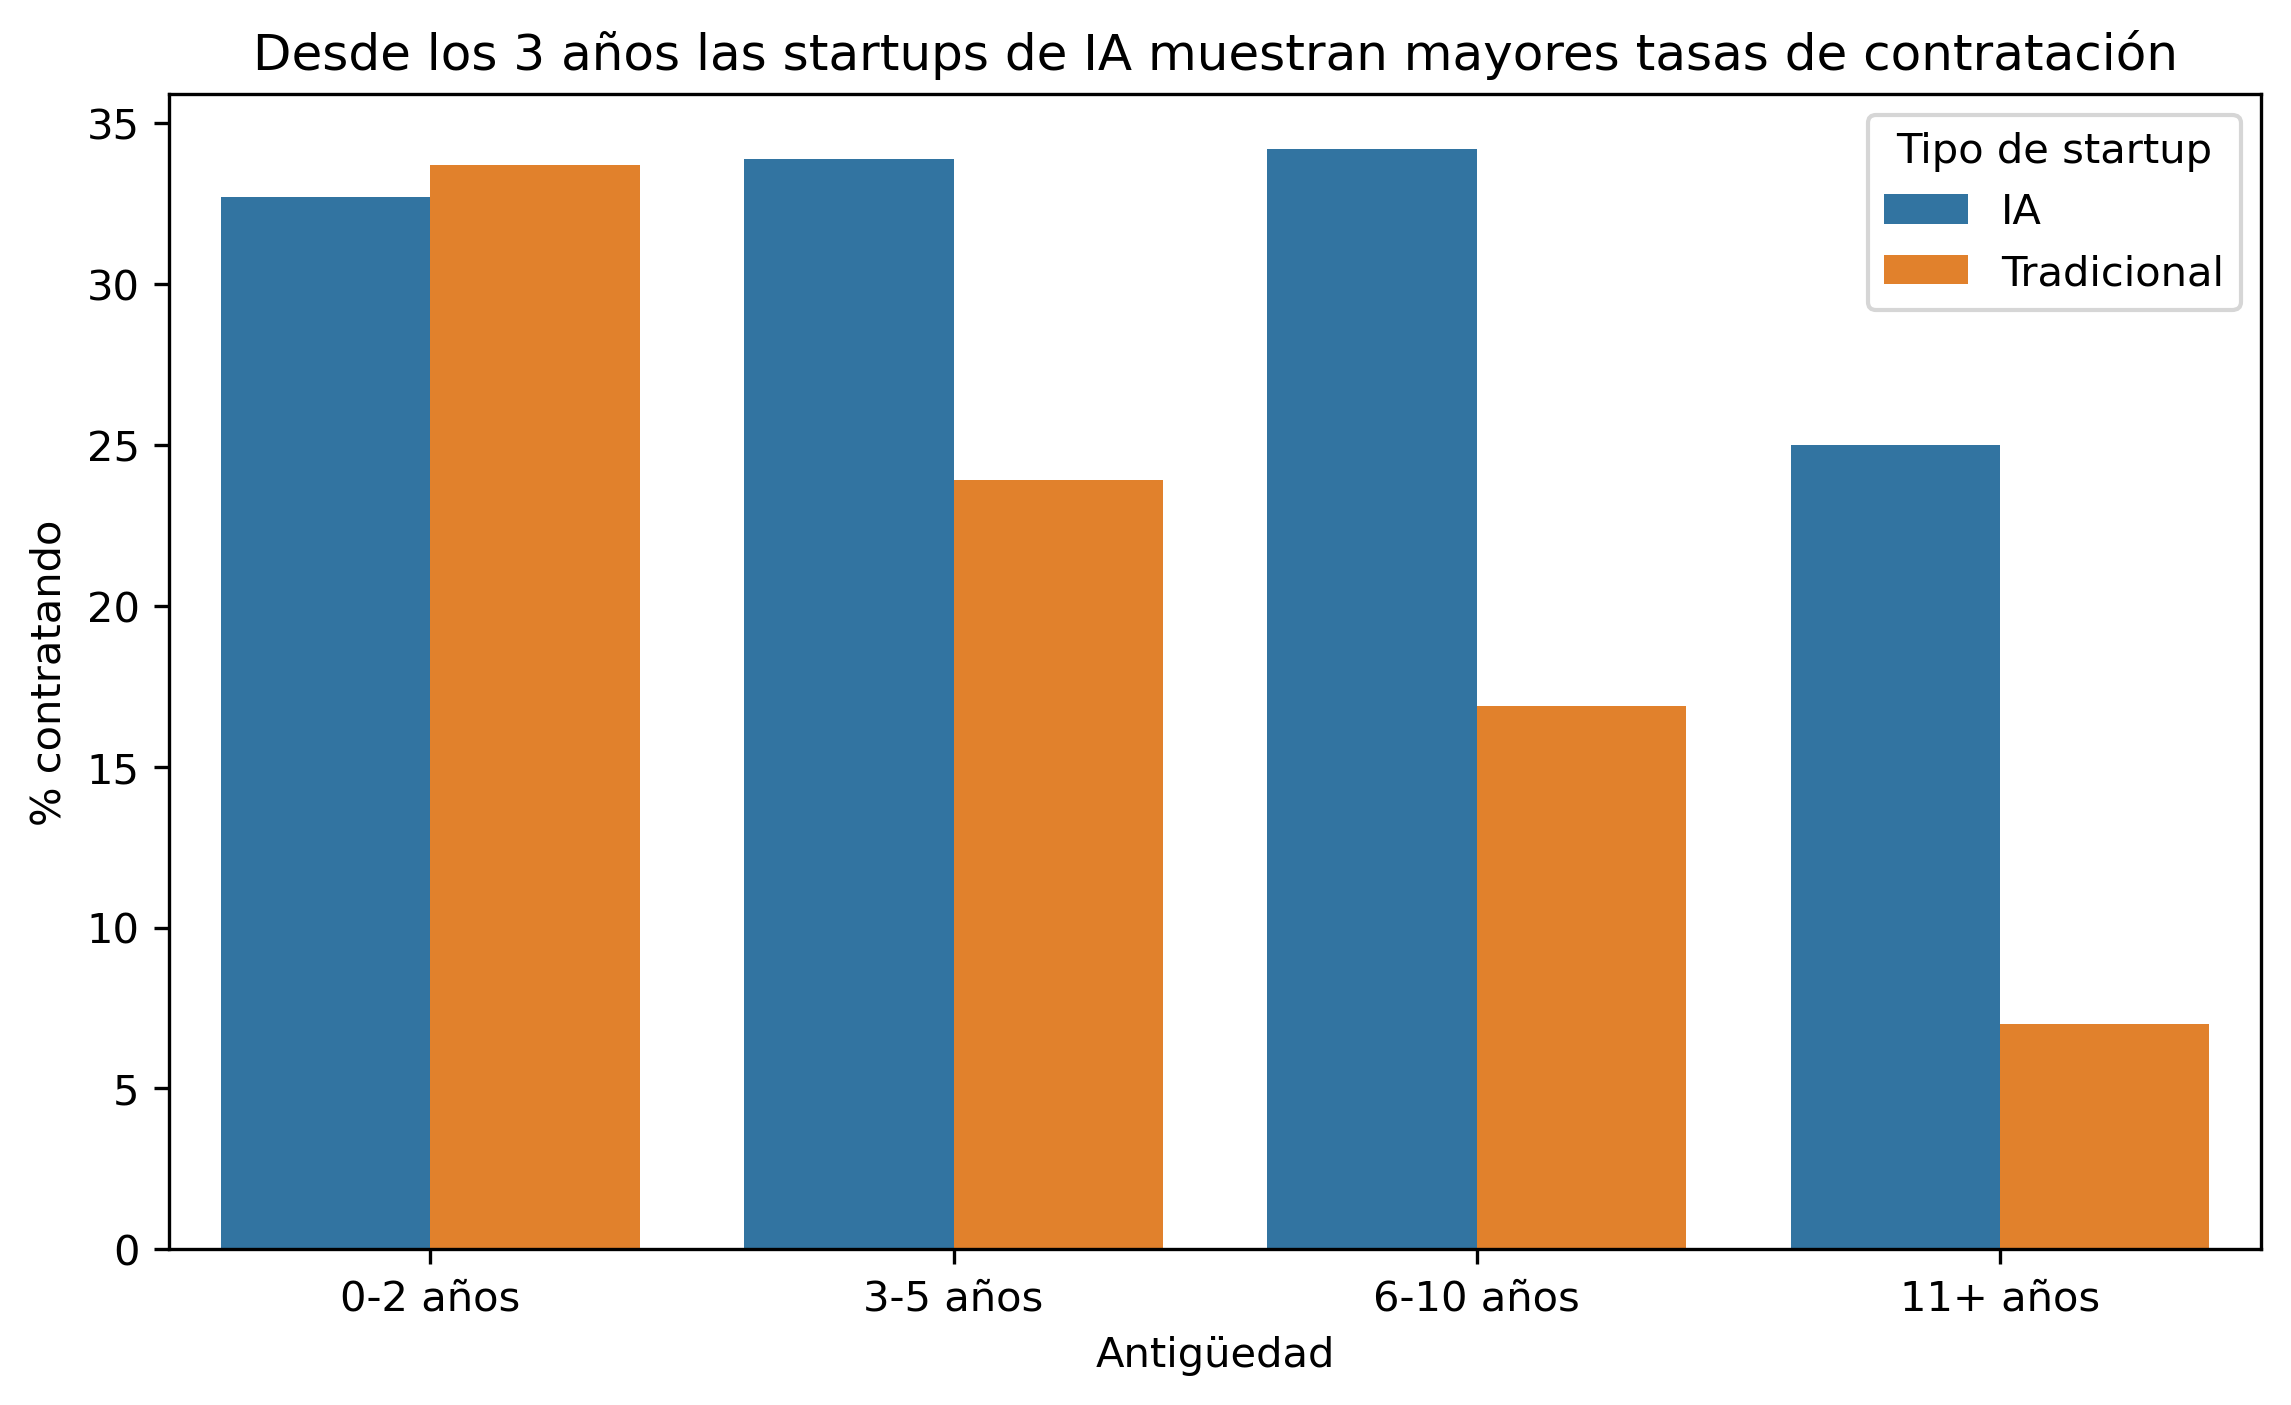 Desde los 3 años las startups de IA muestran mayores tasas de contratación
Tipo de startup
IA
Tradicional
% contratando
35
30
25
20
15
10
5
0
0-2 años
3-5 años
6-10 años
11+ años
Antigüedad